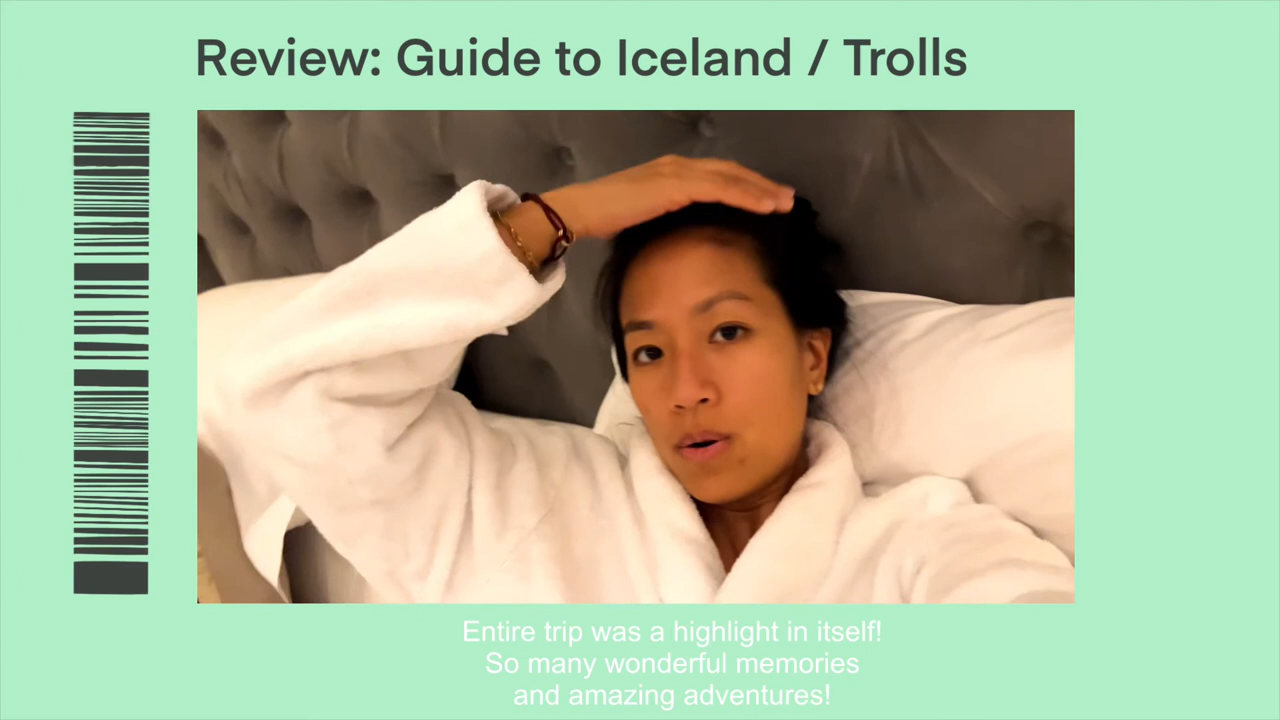 Review: Guide to Iceland / Trolls
Entire trip was a highlight in itself!
So many wonderful memories
and amazing adventures!